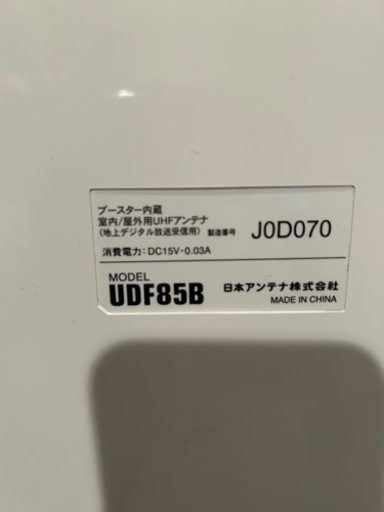 ブースター内蔵
室内/屋外用UHFアンテナ
(地上デジタル放送受信用) 製造番号 J0D070
消費電力:DC15V・0.03A
MODEL
UDF85B 日本アンテナ株式会社
MADE IN CHINA